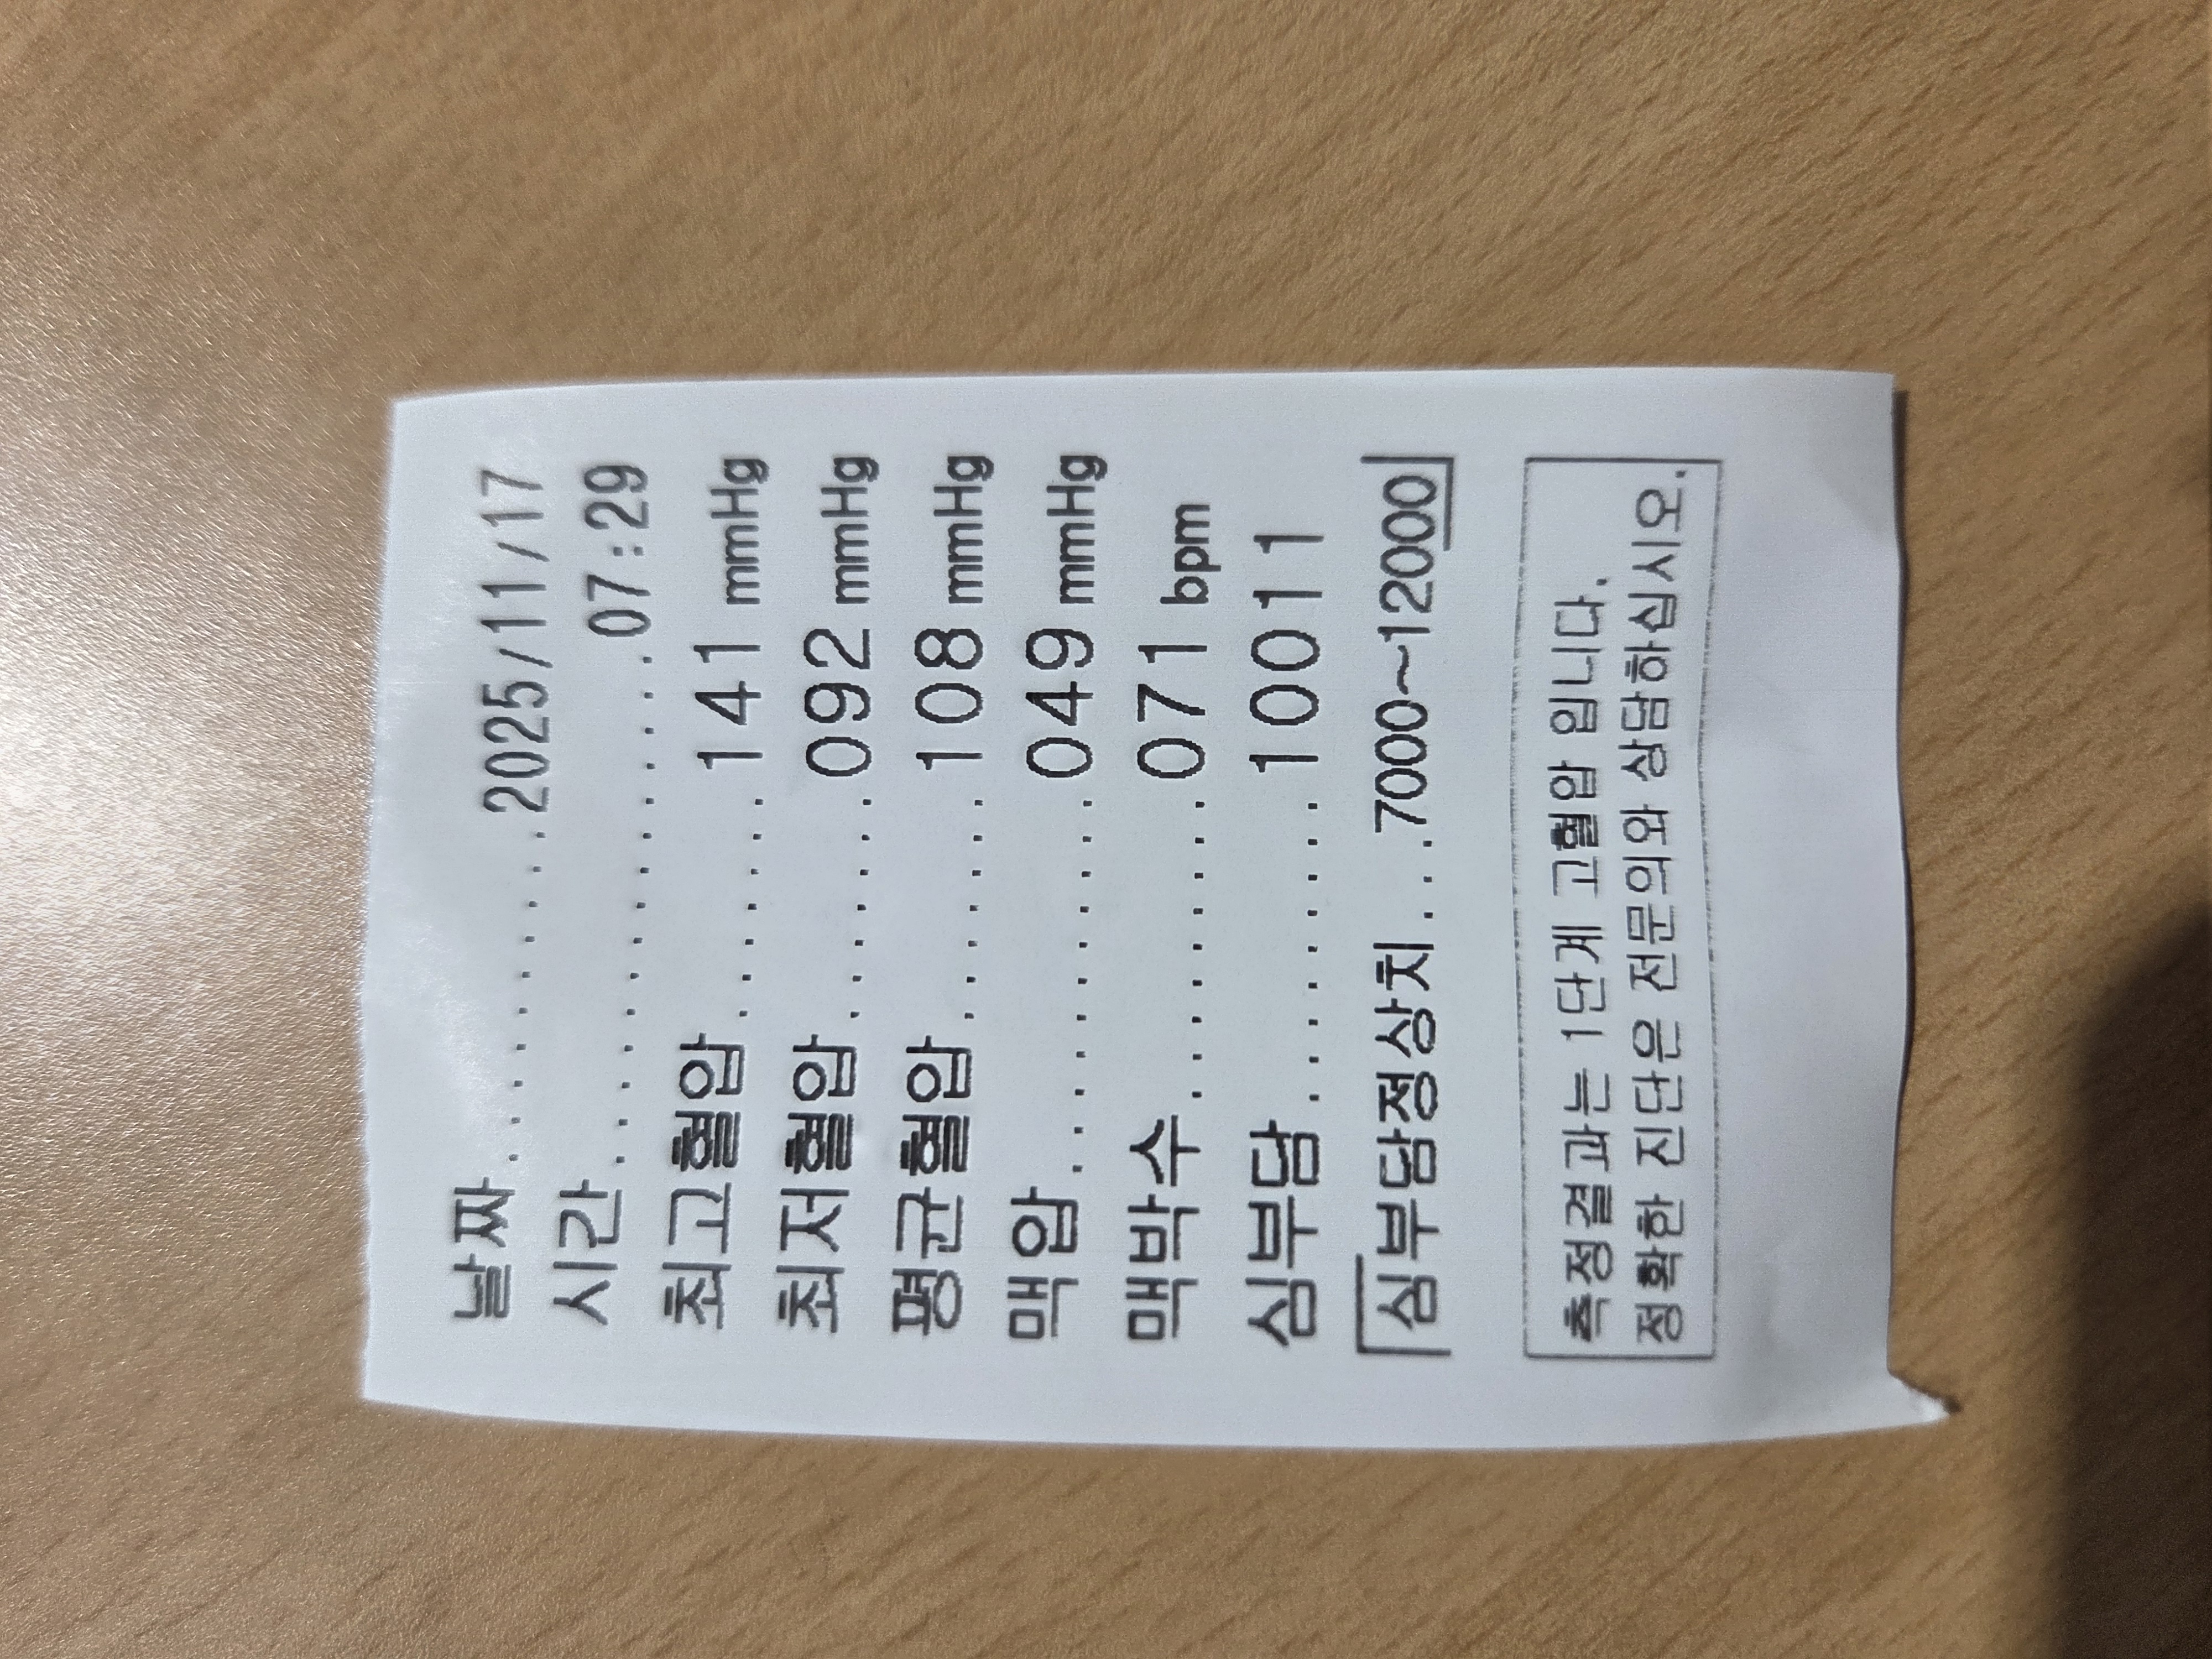 날짜..............2025/11/17
시간....................07:29
최고혈압.........141 mmHg
최저혈압.........092 mmHg
평균혈압.........108 mmHg
맥압..............049 mmHg
맥박수............071 bpm
심부담............10011
심부담정상치...7000~12000
측정결과는 1단계 고혈압 입니다.
정확한 진단은 전문의와 상담하십시오.